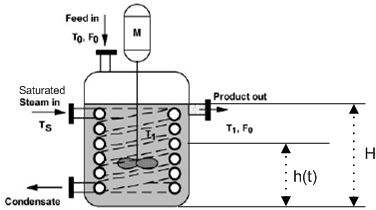 Feed in
T0, F0
M
Saturated
Steam in
TS
T1
Product out
T1, F0
H
h(t)
Condensate